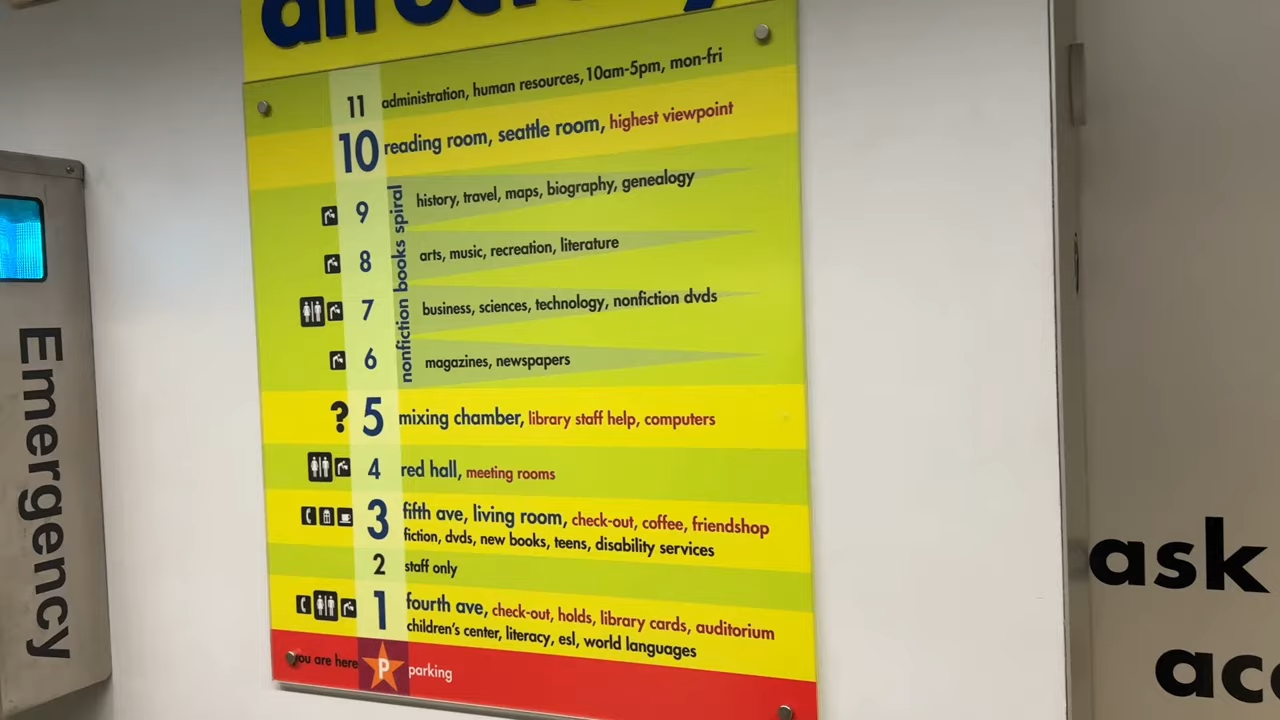 directory
11 administration, human resources, 10am-5pm, mon-fri
10 reading room, seattle room, highest viewpoint
nonfiction books spiral
9 history, travel, maps, biography, genealogy
8 arts, music, recreation, literature
7 business, sciences, technology, nonfiction dvds
6 magazines, newspapers
? 5 mixing chamber, library staff help, computers
4 red hall, meeting rooms
3 fifth ave, living room, check-out, coffee, friendshop
fiction, dvds, new books, teens, disability services
2 staff only
1 fourth ave, check-out, holds, library cards, auditorium
children's center, literacy, esl, world languages
you are here P parking
Emergency
ask